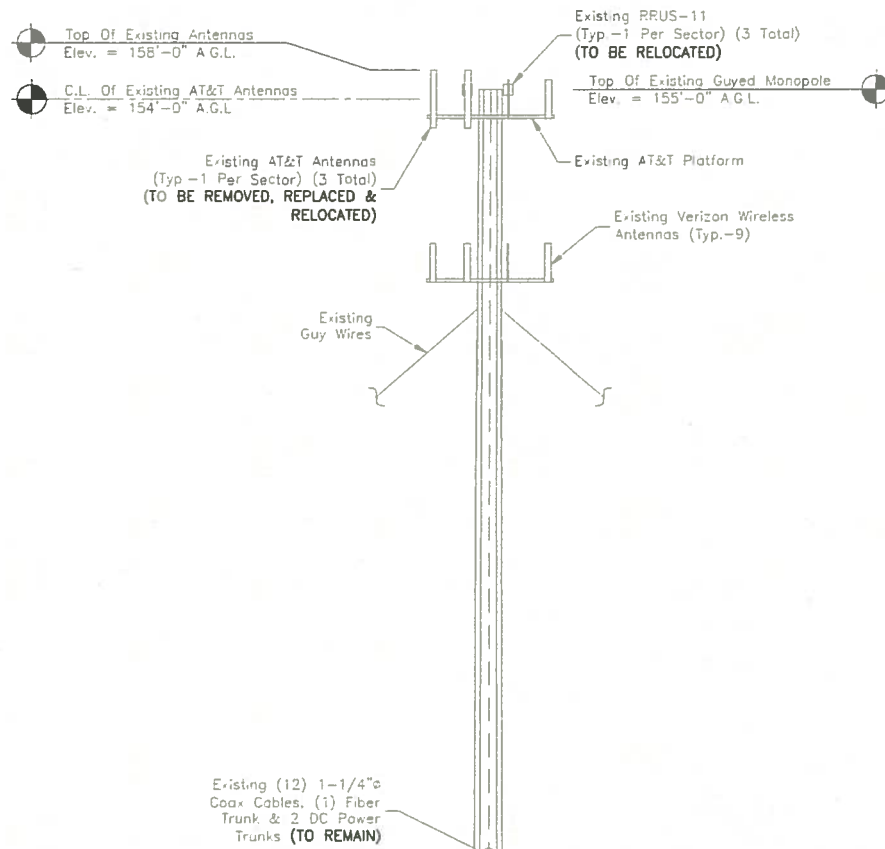 Top Of Existing Antennas
Elev. = 158'-0" A.G.L.
C.L. Of Existing AT&T Antennas
Elev. = 154'-0" A.G.L
Existing RRUS-11
(Typ.-1 Per Sector) (3 Total)
(TO BE RELOCATED)
Top Of Existing Guyed Monopole
Elev. = 155'-0" A.G.L.
Existing AT&T Antennas
(Typ.-1 Per Sector) (3 Total)
(TO BE REMOVED, REPLACED &
RELOCATED)
Existing AT&T Platform
Existing Verizon Wireless
Antennas (Typ.-9)
Existing
Guy Wires
Existing (12) 1-1/4"ø
Coax Cables, (1) Fiber
Trunk & 2 DC Power
Trunks (TO REMAIN)